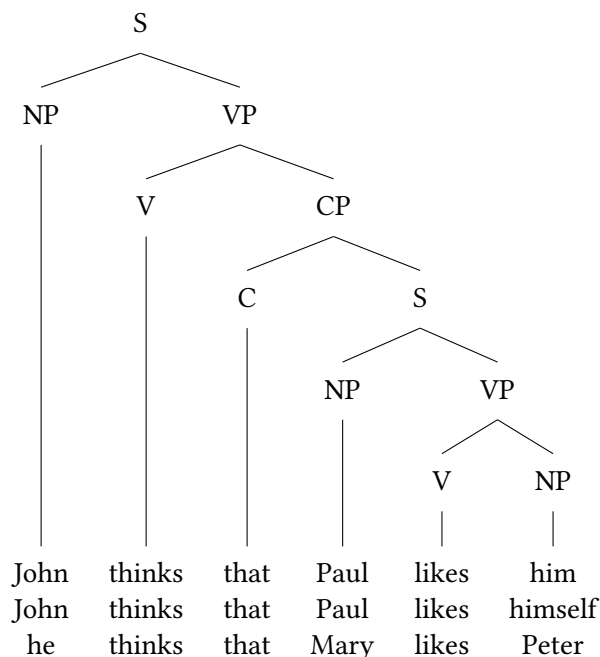 S
NP VP
V CP
C S
NP VP
V NP
John thinks that Paul likes him
John thinks that Paul likes himself
he thinks that Mary likes Peter